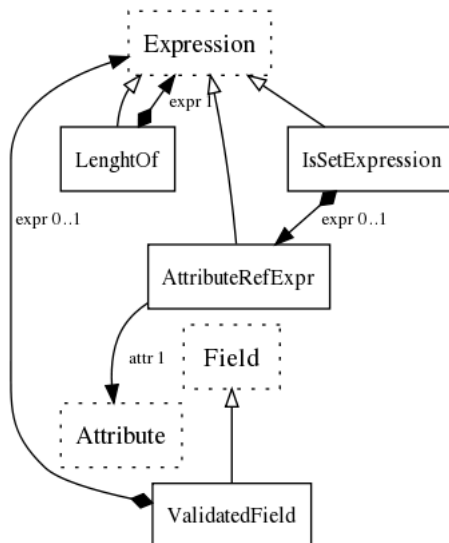 Expression
expr 1
LenghtOf
IsSetExpression
expr 0..1
expr 0..1
AttributeRefExpr
Field
attr 1
Attribute
ValidatedField